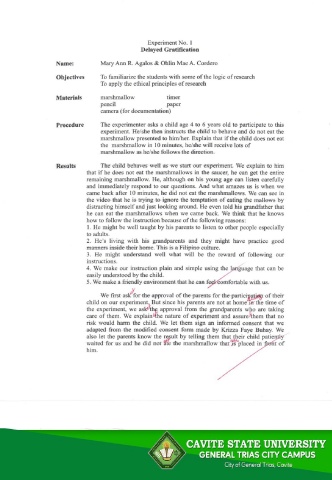 Experiment No. 1
Delayed Gratification
Name: Mary Ann R. Agalos & Ohlin Mae A. Cordero
Objectives To familiarize the students with some of the logic of research
To apply the ethical principles of research
Materials marshmallow timer
pencil paper
camera (for documentation)
Procedure The experimenter asks a child age 4 to 6 years old to participate to this
experiment. He/she then instructs the child to behave and do not eat the
marshmallow presented to him/her. Explain that if the child does not eat
the marshmallow in 10 minutes, he/she will receive lots of
marshmallow as he/she follows the direction.
Results The child behaves well as we start our experiment. We explain to him
that if he does not eat the marshmallows in the saucer, he can get the entire
remaining marshmallow. He, although on his young age can listen carefully
and immediately respond to our questions. And what amazes us is when we
came back after 10 minutes, he did not eat the marshmallows. We can see in
the video that he is trying to ignore the temptation of eating the mallows by
distracting himself and just looking around. He even told his grandfather that
he can eat the marshmallows when we came back. We think that he knows
how to follow the instruction because of the following reasons:
1. He might be well taught by his parents to listen to other people especially
to adults.
2. He's living with his grandparents and they might have practice good
manners inside their home. This is a Filipino culture.
3. He might understand well what will be the reward of following our
instructions.
4. We make our instruction plain and simple using the language that can be
easily understood by the child.
5. We make a friendly environment that he can feel comfortable with us.
We first ask for the approval of the parents for the participation of their
child on our experiment. But since his parents are not at home in the time of
the experiment, we ask the approval from the grandparents who are taking
care of them. We explain the nature of experiment and assure them that no
risk would harm the child. We let them sign an informed consent that we
adapted from the modified consent form made by Krizza Faye Buhay. We
also let the parents know the result by telling them that their child patiently
waited for us and he did not the marshmallow that is placed in front of
him.
CAVITE STATE UNIVERSITY
GENERAL TRIAS CITY CAMPUS
City of General Trias, Cavite